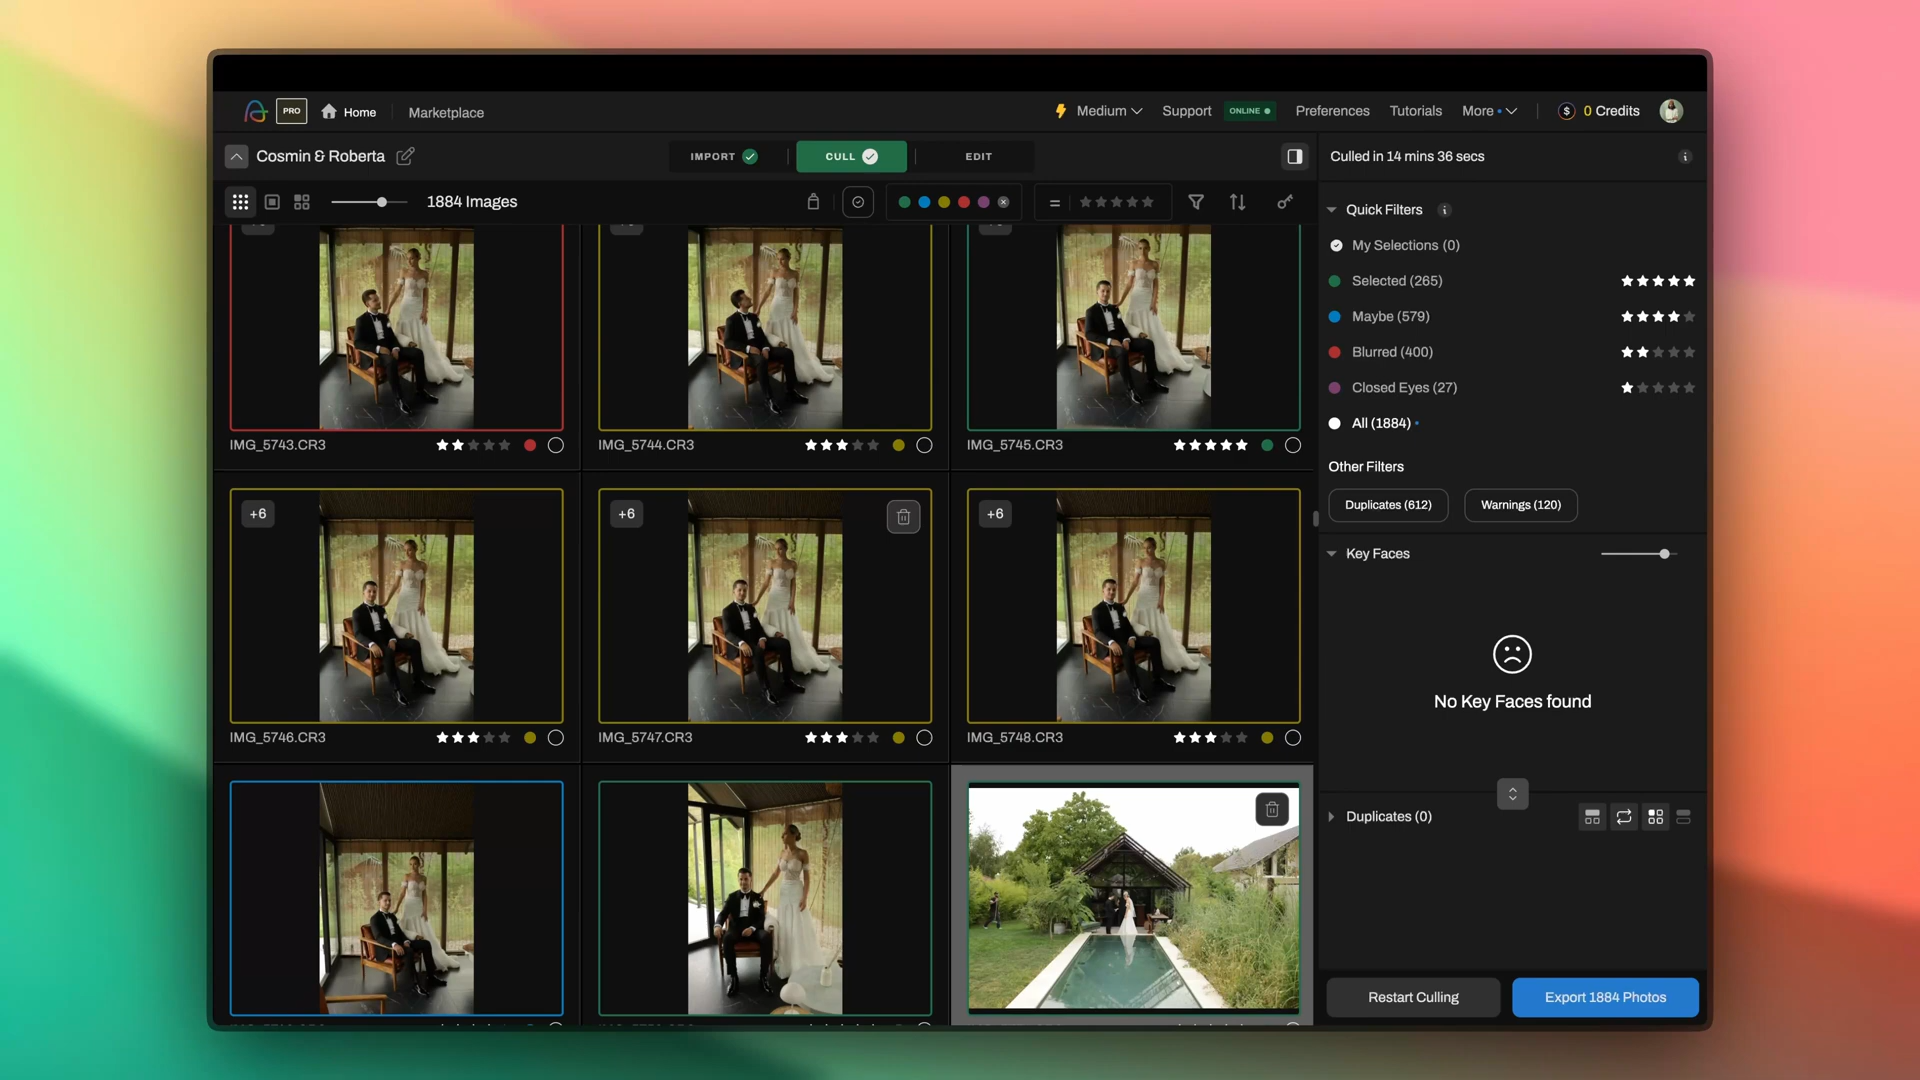 PRO
Home
Marketplace
Medium
Support
ONLINE
Preferences
Tutorials
More
$
0 Credits
Cosmin & Roberta
IMPORT
CULL
EDIT
Culled in 14 mins 36 secs
1884 Images
Quick Filters
My Selections (0)
Selected (265)
Maybe (579)
Blurred (400)
Closed Eyes (27)
All (1884)
Other Filters
Duplicates (612)
Warnings (120)
Key Faces
No Key Faces found
Duplicates (0)
Restart Culling
Export 1884 Photos
IMG_5743.CR3
IMG_5744.CR3
IMG_5745.CR3
+6
+6
+6
IMG_5746.CR3
IMG_5747.CR3
IMG_5748.CR3